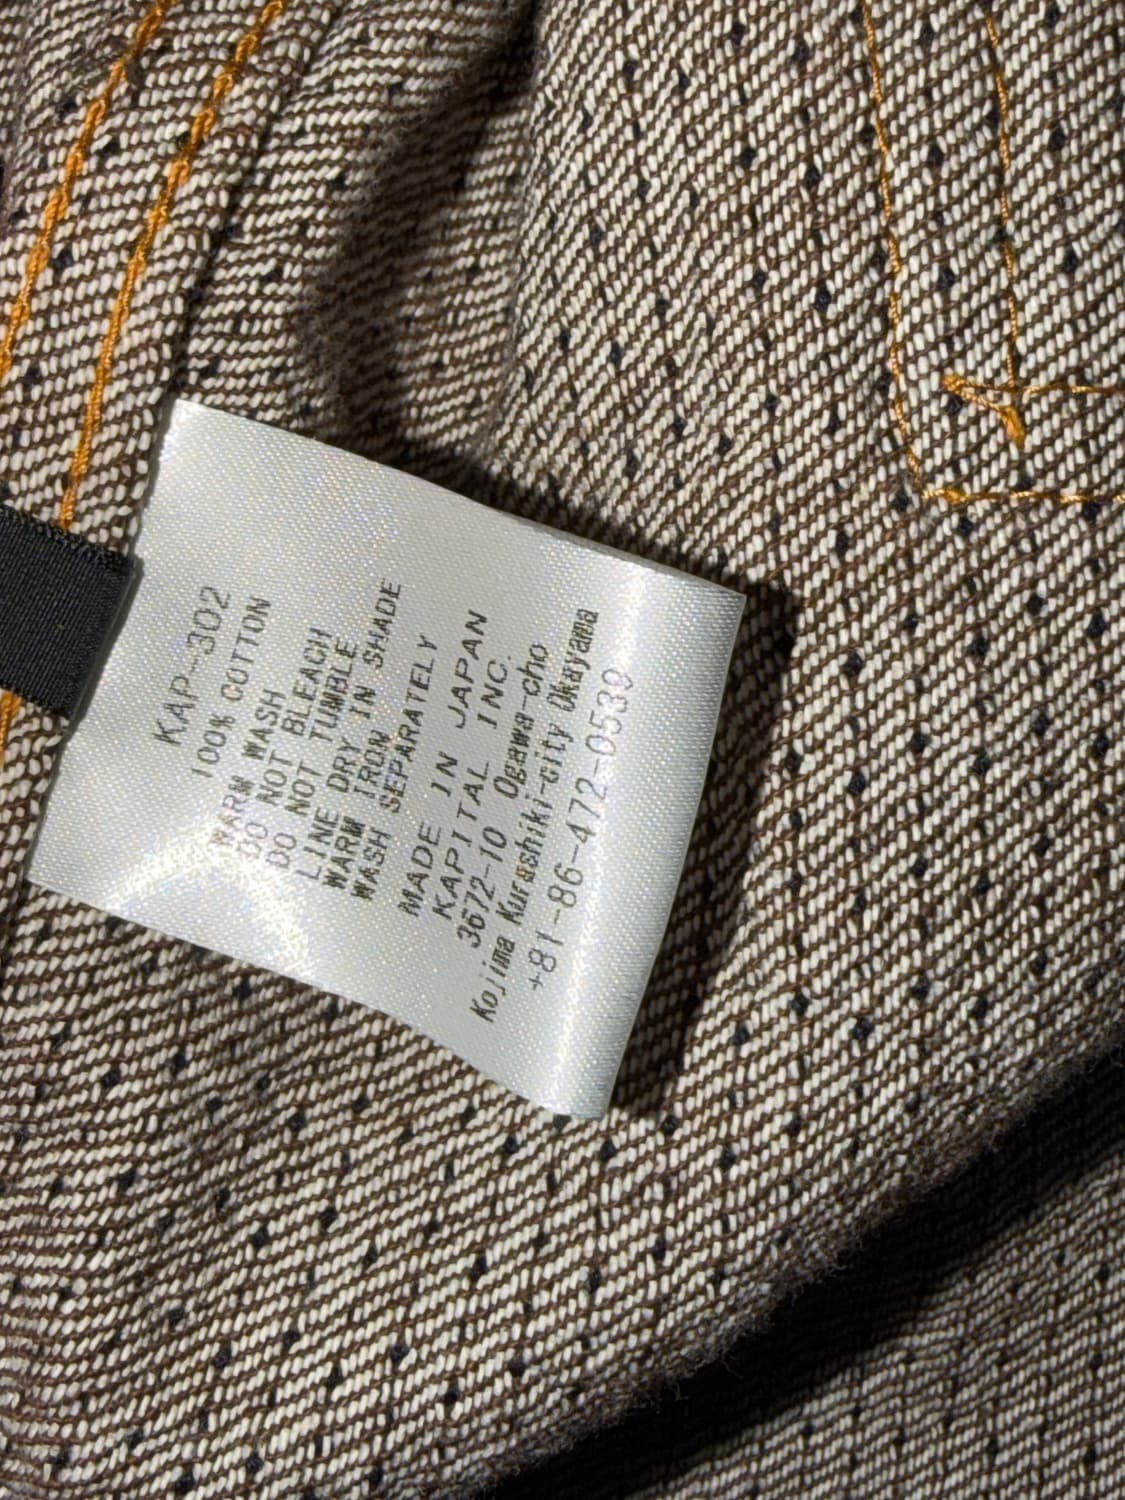 KAP-302
100% COTTON
WARM WASH
DO NOT BLEACH
DO NOT TUMBLE
LINE DRY IN SHADE
WARM IRON
WASH SEPARATELY
MADE IN JAPAN
KAPITAL INC.
3672-10 Ogawa-cho
Kojima Kurashiki-city Okayama
+81-86-472-0539